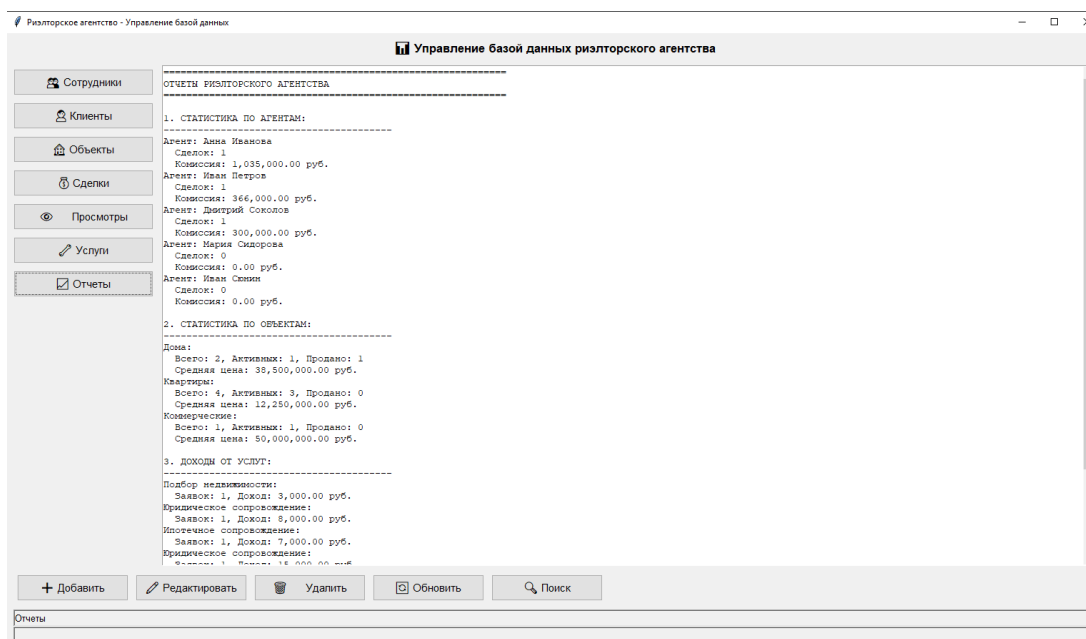 Риэлторское агентство - Управление базой данных
Управление базой данных риэлторского агентства
Сотрудники
Клиенты
Объекты
Сделки
Просмотры
Услуги
Отчеты
============================================================
ОТЧЕТЫ РИЭЛТОРСКОГО АГЕНТСТВА
============================================================
1. СТАТИСТИКА ПО АГЕНТАМ:
----------------------------------------
Агент: Анна Иванова
Сделок: 1
Комиссия: 1,035,000.00 руб.
Агент: Иван Петров
Сделок: 1
Комиссия: 366,000.00 руб.
Агент: Дмитрий Соколов
Сделок: 1
Комиссия: 300,000.00 руб.
Агент: Мария Сидорова
Сделок: 0
Комиссия: 0.00 руб.
Агент: Иван Сюнин
Сделок: 0
Комиссия: 0.00 руб.
2. СТАТИСТИКА ПО ОБЪЕКТАМ:
----------------------------------------
Дома:
Всего: 2, Активных: 1, Продано: 1
Средняя цена: 38,500,000.00 руб.
Квартиры:
Всего: 4, Активных: 3, Продано: 0
Средняя цена: 12,250,000.00 руб.
Коммерческие:
Всего: 1, Активных: 1, Продано: 0
Средняя цена: 50,000,000.00 руб.
3. ДОХОДЫ ОТ УСЛУГ:
----------------------------------------
Подбор недвижимости:
Заявок: 1, Доход: 3,000.00 руб.
Юридическое сопровождение:
Заявок: 1, Доход: 8,000.00 руб.
Ипотечное сопровождение:
Заявок: 1, Доход: 7,000.00 руб.
Юридическое сопровождение:
Заявок: 1, Доход: 15,000.00 руб.
Добавить
Редактировать
Удалить
Обновить
Поиск
Отчеты